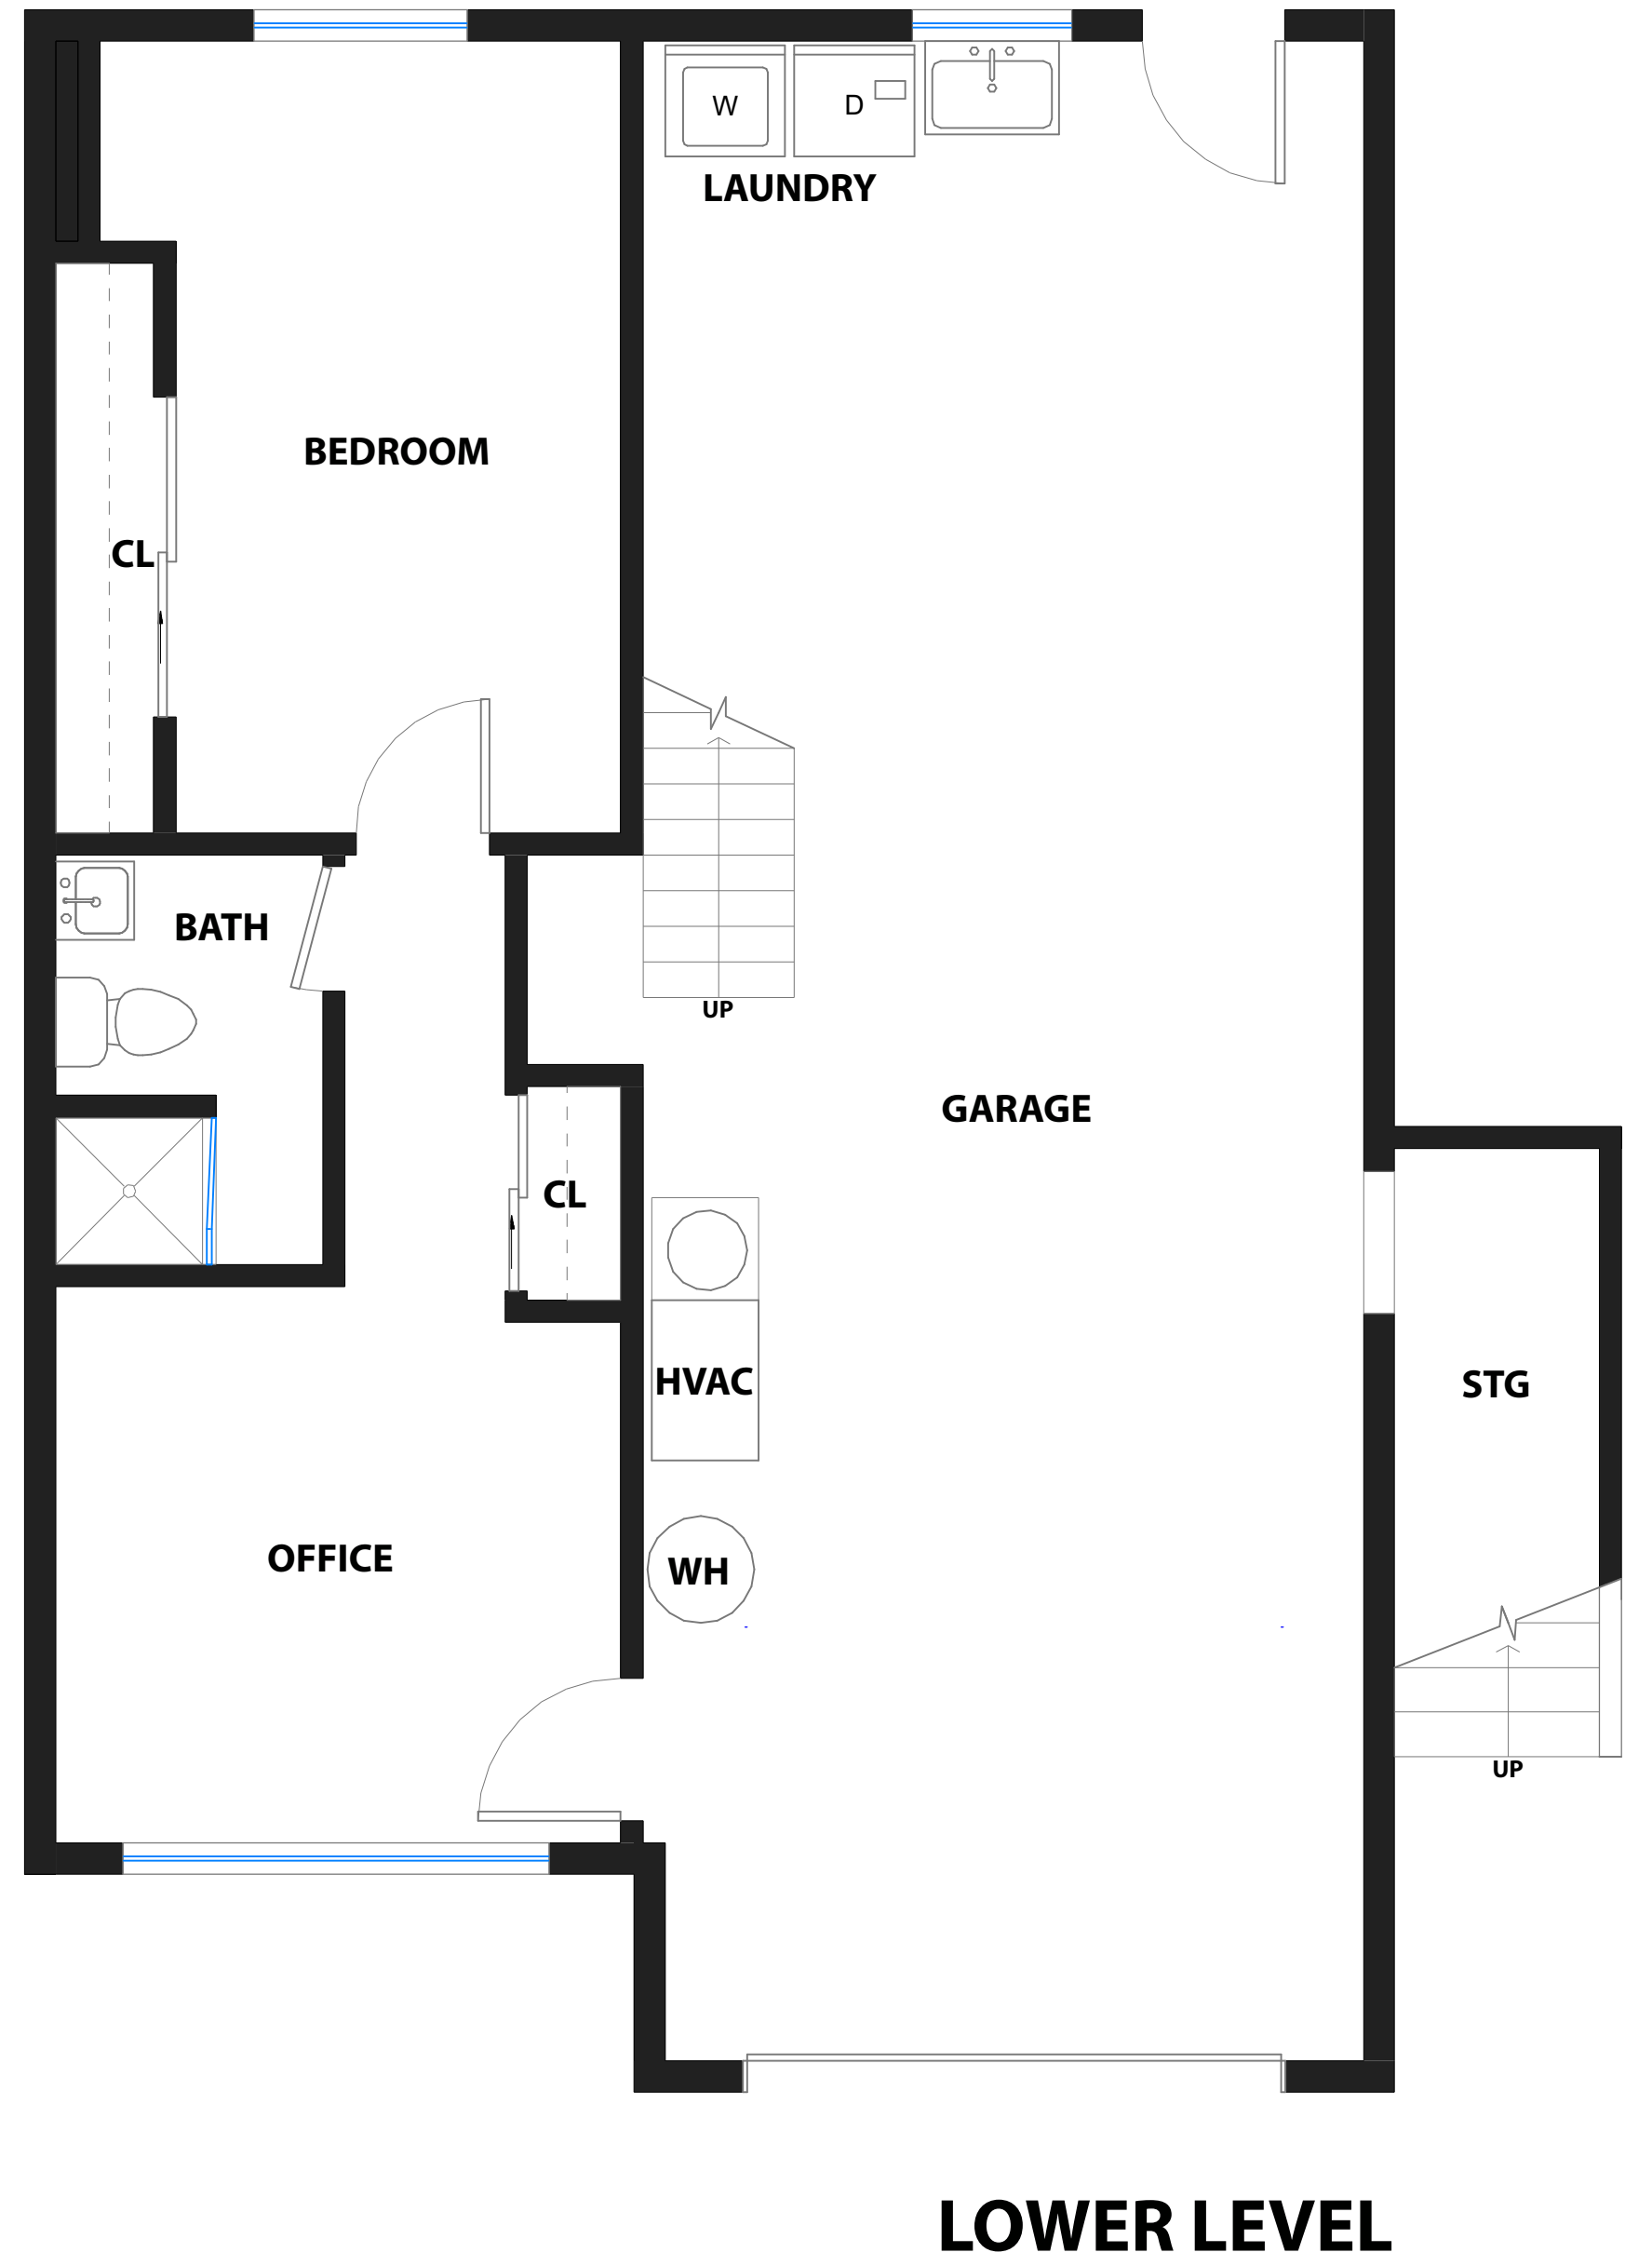 W
D
LAUNDRY
BEDROOM
CL
BATH
UP
GARAGE
CL
HVAC
STG
OFFICE
WH
UP
LOWER LEVEL